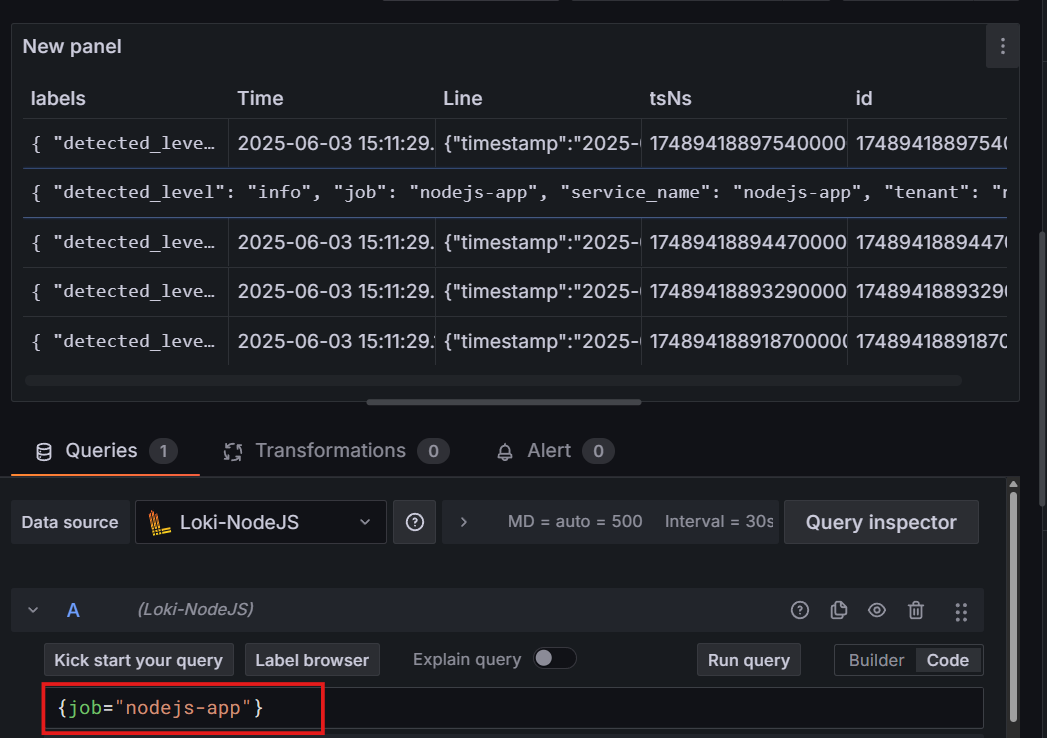 New panel
labels Time Line tsNs id
{ "detected_leve… 2025-06-03 15:11:29. {"timestamp":"2025- 17489418897540000 1748941889754
{ "detected_level": "info", "job": "nodejs-app", "service_name": "nodejs-app", "tenant": "
{ "detected_leve… 2025-06-03 15:11:29. {"timestamp":"2025- 17489418894470000 1748941889447
{ "detected_leve… 2025-06-03 15:11:29. {"timestamp":"2025- 17489418893290000 1748941889329
{ "detected_leve… 2025-06-03 15:11:29. {"timestamp":"2025- 17489418891870000 1748941889187
Queries 1 Transformations 0 Alert 0
Data source Loki-NodeJS MD = auto = 500 Interval = 30s Query inspector
A (Loki-NodeJS)
Kick start your query Label browser Explain query Run query Builder Code
{job="nodejs-app"}